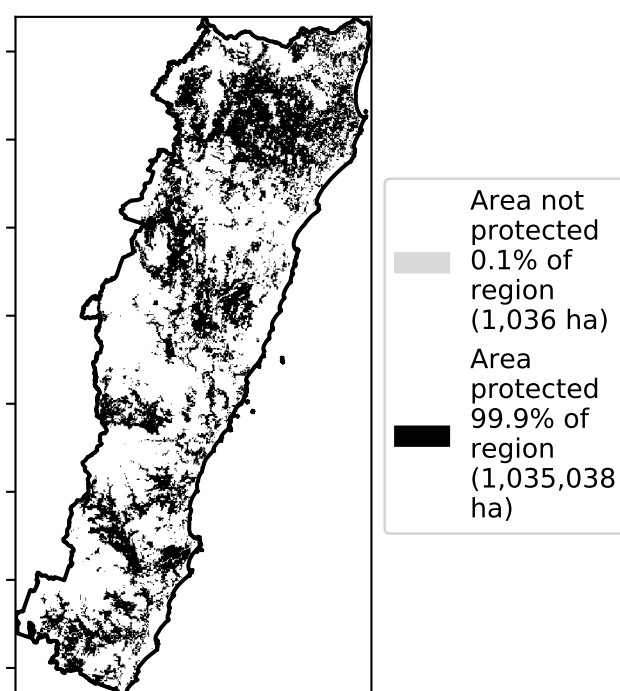 Area not
protected
0.1% of
region
(1,036 ha)
Area
protected
99.9% of
region
(1,035,038
ha)